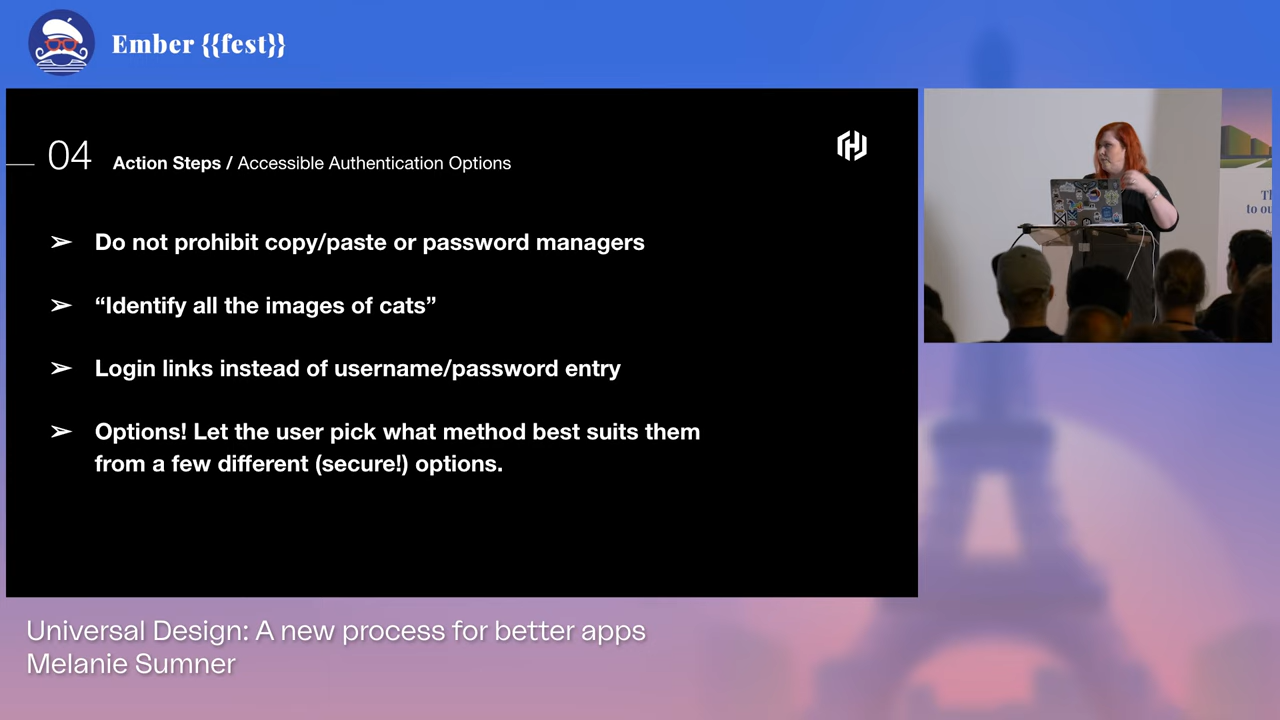 Ember {{fest}}
04 Action Steps / Accessible Authentication Options
➢ Do not prohibit copy/paste or password managers
➢ “Identify all the images of cats”
➢ Login links instead of username/password entry
➢ Options! Let the user pick what method best suits them
from a few different (secure!) options.
to ou
Universal Design: A new process for better apps
Melanie Sumner